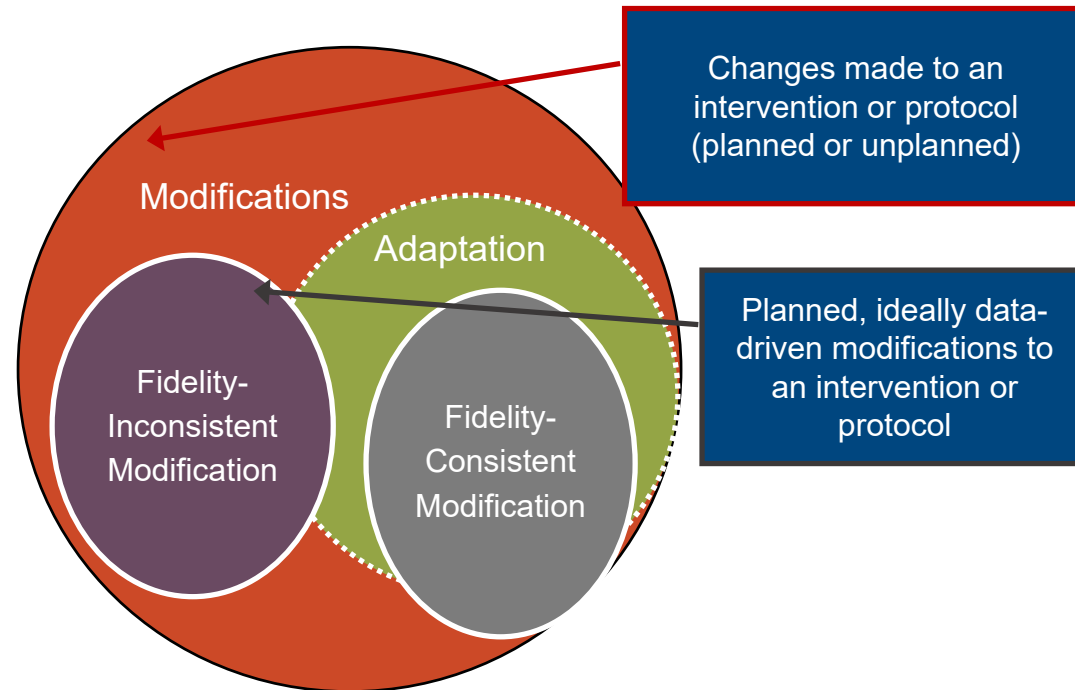 Changes made to an
intervention or protocol
(planned or unplanned)
Modifications
Adaptation
Planned, ideally data-
driven modifications to
an intervention or
protocol
Fidelity-
Inconsistent
Modification
Fidelity-
Consistent
Modification